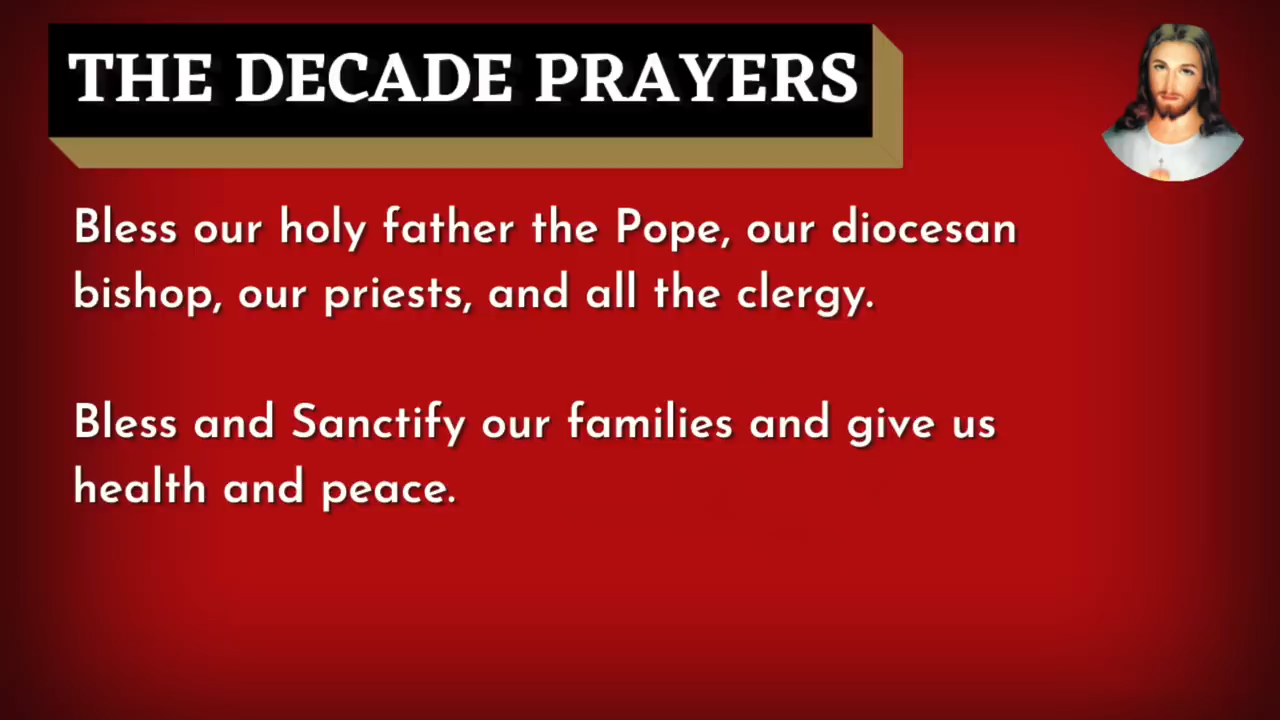 THE DECADE PRAYERS
Bless our holy father the Pope, our diocesan
bishop, our priests, and all the clergy.
Bless and Sanctify our families and give us
health and peace.